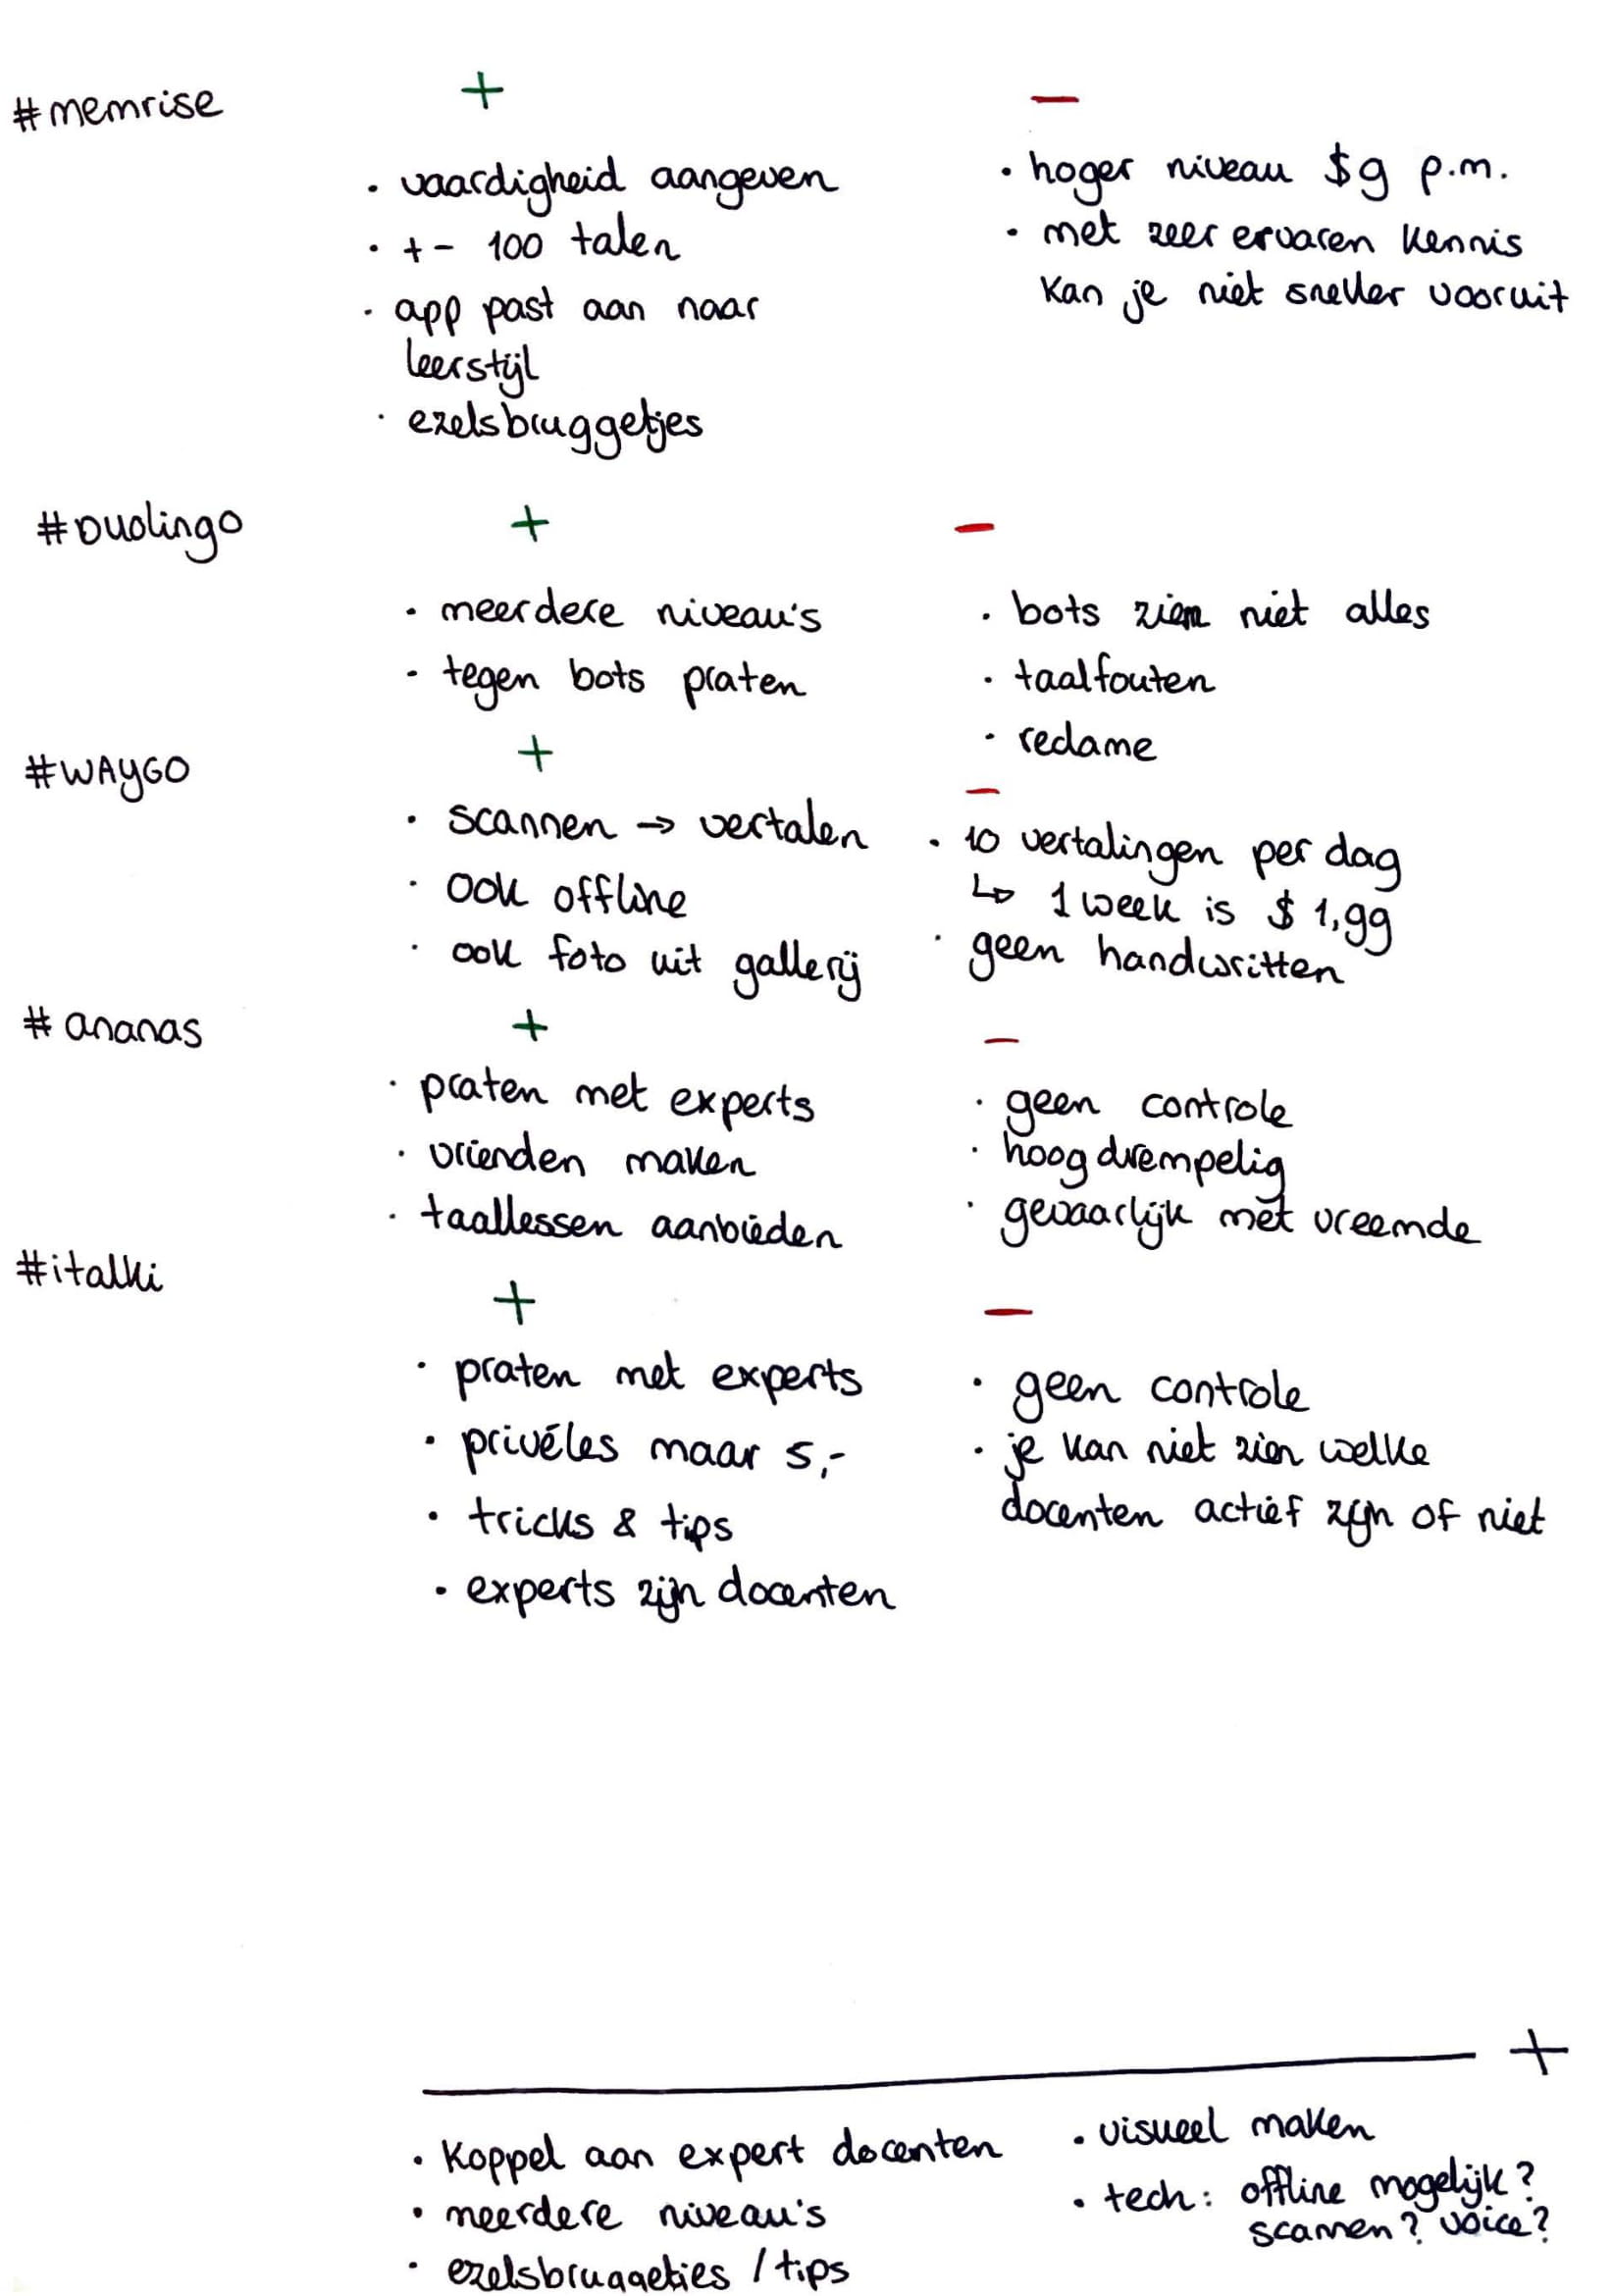 #memrise
+
-
· vaardigheid aangeven
· +- 100 talen
· app past aan naar
leerstijl
· ezelsbruggetjes
· hoger niveau $9 p.m.
· met zeer ervaren kennis
kan je niet sneller vooruit
#Duolingo
+
-
· meerdere niveau's
· tegen bots praten
· bots zien niet alles
· taalfouten
· reclame
#WAYGO
+
-
· scannen → vertalen
· ook offline
· ook foto uit gallerij
· 10 vertalingen per dag
↳ 1 week is $ 1,99
· geen handwritten
# ananas
+
-
· praten met experts
· vrienden maken
· taallessen aanbieden
· geen controle
· hoogdrempelig
· gevaarlijk met vreemde
#italki
+
-
· praten met experts
· privéles maar 5,-
· tricks & tips
· experts zijn docenten
· geen controle
· je kan niet zien welke
docenten actief zijn of niet
+
· Koppel aan expert docenten
· meerdere niveau's
· ezelsbruggetjes / tips
· visueel maken
· tech: offline mogelijk?
scannen? voice?